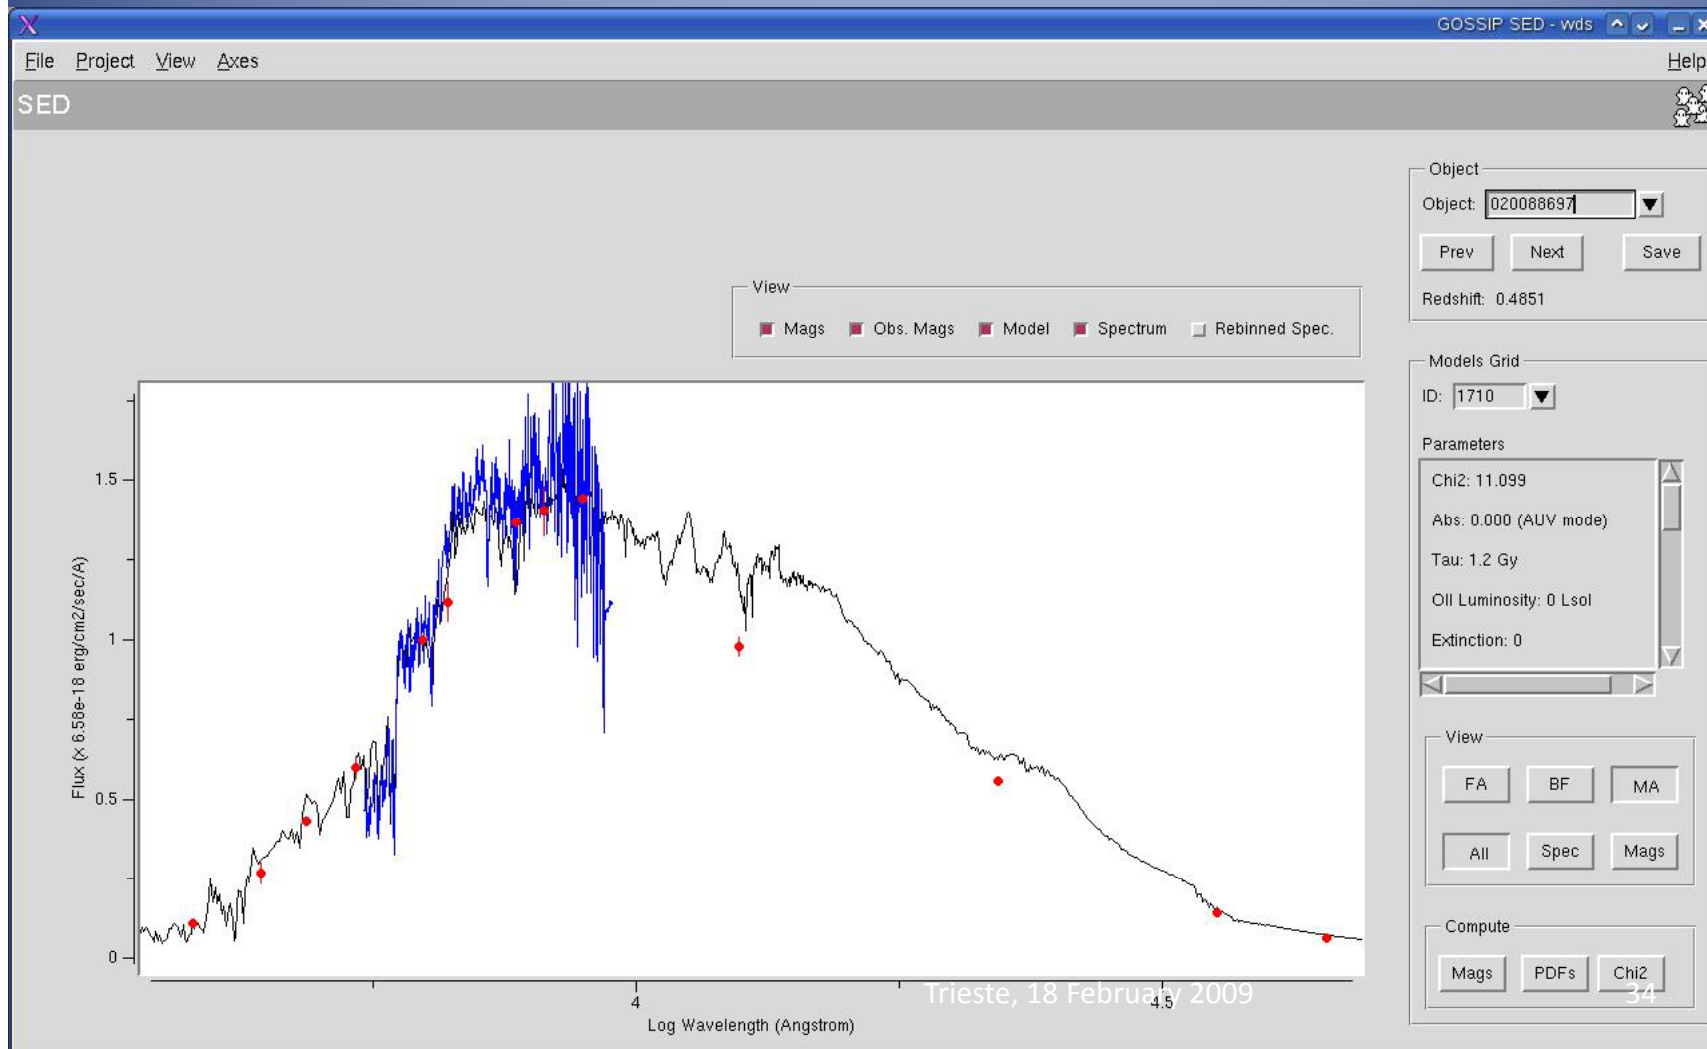 GOSSIP SED - vvds
File Project View Axes Help
SED
Object
Object: 020088697
Prev Next Save
Redshift: 0.4851
View
Mags Obs. Mags Model Spectrum Rebinned Spec.
Models Grid
ID: 1710
Parameters
Chi2: 11.099
Abs: 0.000 (AUV mode)
Tau: 1.2 Gy
OII Luminosity: 0 Lsol
Extinction: 0
View
FA BF MA
All Spec Mags
Compute
Mags PDFs Chi2
Flux (x 6.58e-18 erg/cm2/sec/A)
1.5
1
0.5
0
4
4.5
Log Wavelength (Angstrom)
Trieste, 18 February 2009
34